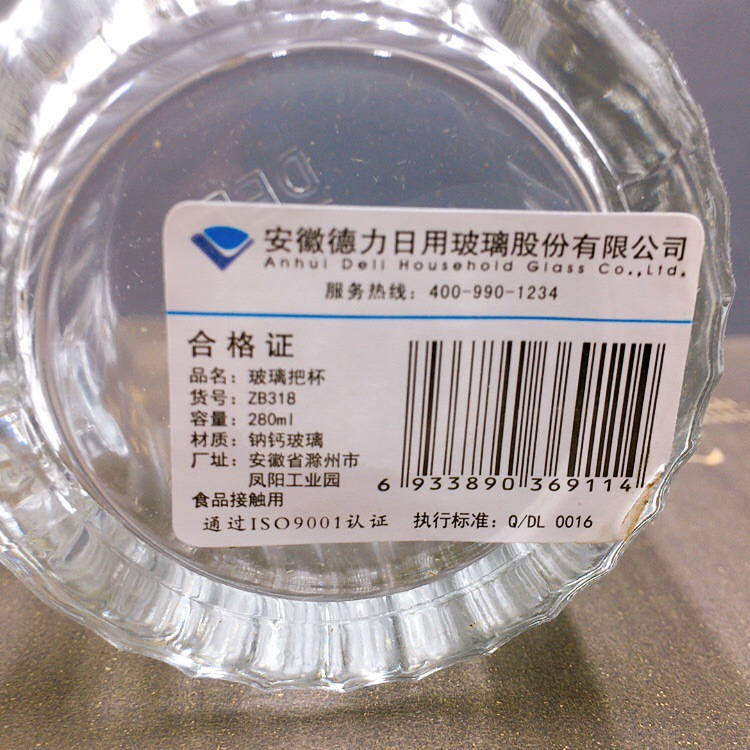 安徽德力日用玻璃股份有限公司
Anhui Deli Household Glass Co.,Ltd.
服务热线：400-990-1234
合格证
品名：玻璃把杯
货号：ZB318
容量：280ml
材质：钠钙玻璃
厂址：安徽省滁州市
凤阳工业园
食品接触用
6 933890 369114
通过ISO9001认证 执行标准：Q/DL 0016